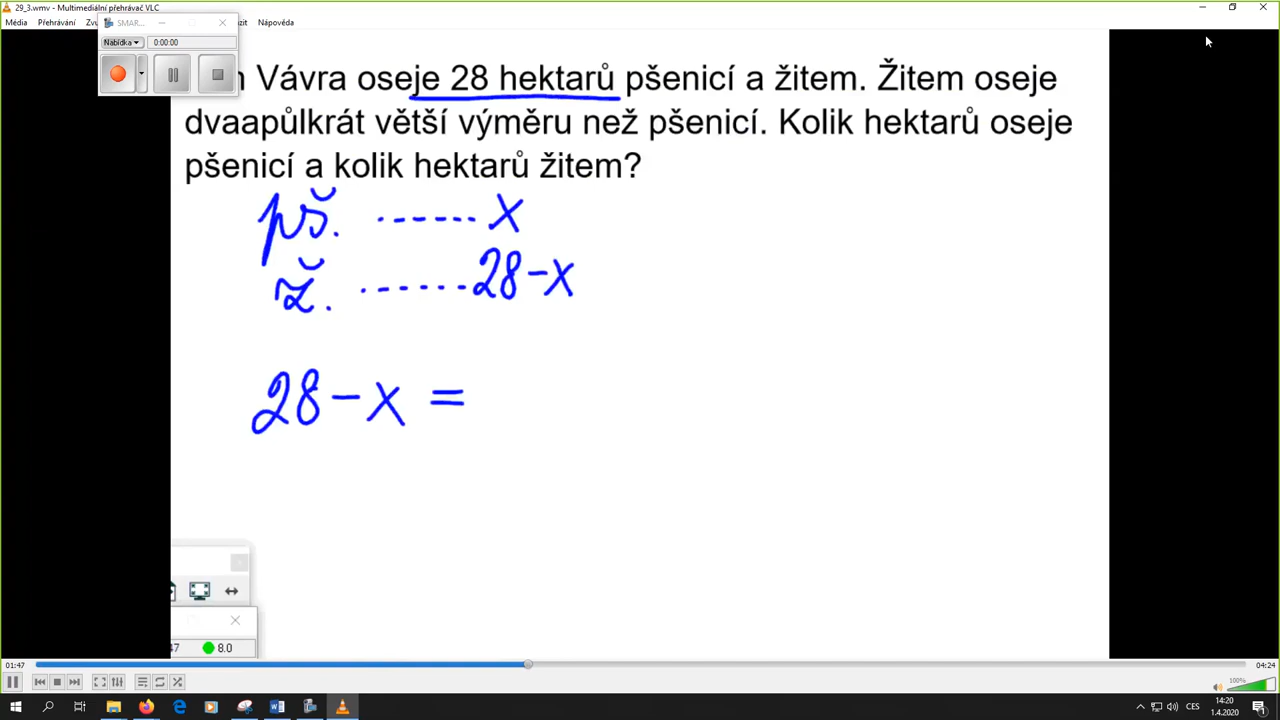 29_3.wmv - Multimediální přehrávač VLC
Média Přehrávání
Nápověda
SMAR...
Nabídka 0:00:00
Vávra oseje 28 hektarů pšenicí a žitem. Žitem oseje
dvaapůlkrát větší výměru než pšenicí. Kolik hektarů oseje
pšenicí a kolik hektarů žitem?
pš. ······· x
ž. ······· 28-x
28-x =
8.0
01:47
04:24
100%
CES
14:20
1.4.2020